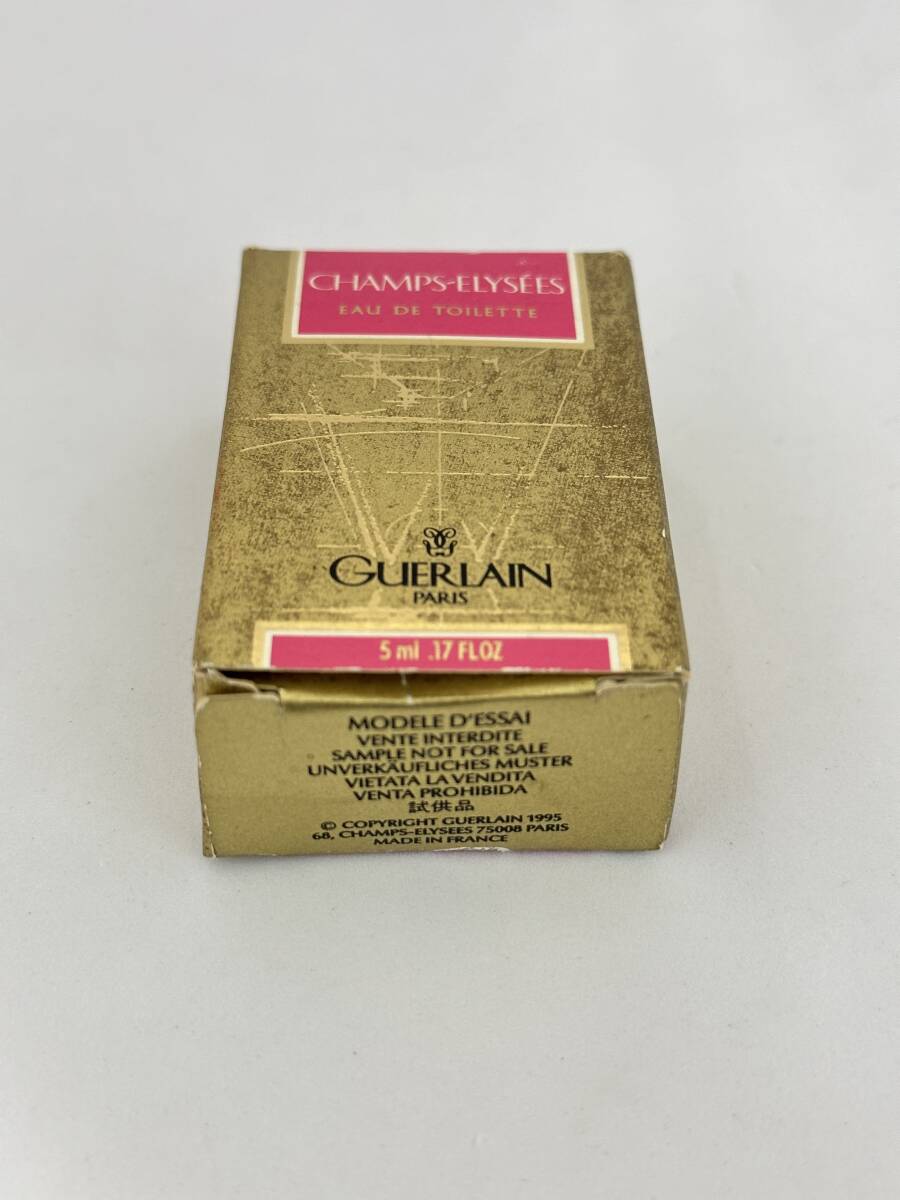 CHAMPS-ELYSÉES
EAU DE TOILETTE
GUERLAIN
PARIS
5 ml .17 FLOZ
MODELE D'ESSAI
VENTE INTERDITE
SAMPLE NOT FOR SALE
UNVERKÄUFLICHES MUSTER
VIETATA LA VENDITA
VENTA PROHIBIDA
試供品
© COPYRIGHT GUERLAIN 1995
68, CHAMPS-ELYSEES 75008 PARIS
MADE IN FRANCE